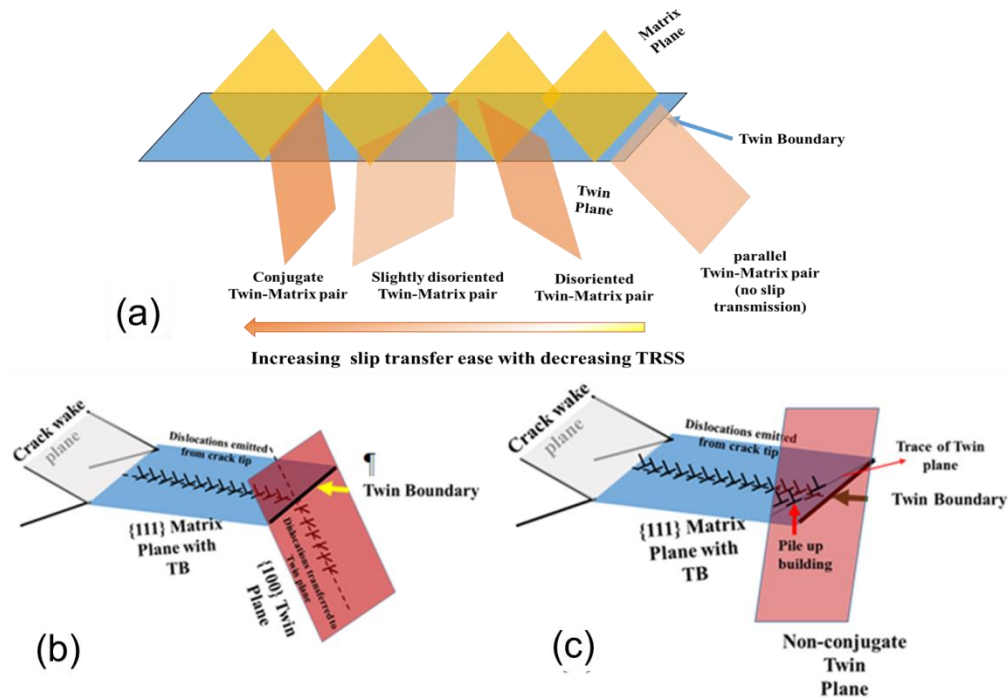 Matrix
Plane
Twin Boundary
Twin
Plane
Conjugate
Twin-Matrix pair
Slightly disoriented
Twin-Matrix pair
Disoriented
Twin-Matrix pair
parallel
Twin-Matrix pair
(no slip
transmission)
(a)
Increasing slip transfer ease with decreasing TRSS
Crack wake
plane
Dislocations emitted
from crack tip
¶
Twin Boundary
{111} Matrix
Plane with
TB
{100} Twin
Plane
Dislocations transferred to
Twin plane
(b)
Crack wake
plane
Dislocations emitted
from crack tip
Trace of Twin
plane
Twin Boundary
{111} Matrix
Plane with
TB
Pile up
building
(c)
Non-conjugate
Twin
Plane